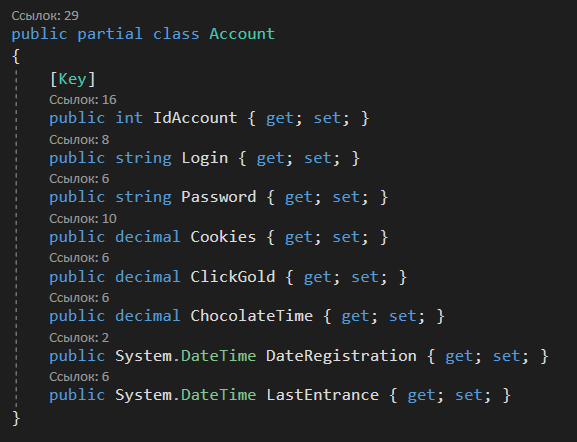 Ссылок: 29
public partial class Account
{
[Key]
Ссылок: 16
public int IdAccount { get; set; }
Ссылок: 8
public string Login { get; set; }
Ссылок: 6
public string Password { get; set; }
Ссылок: 10
public decimal Cookies { get; set; }
Ссылок: 6
public decimal ClickGold { get; set; }
Ссылок: 6
public decimal ChocolateTime { get; set; }
Ссылок: 2
public System.DateTime DateRegistration { get; set; }
Ссылок: 6
public System.DateTime LastEntrance { get; set; }
}